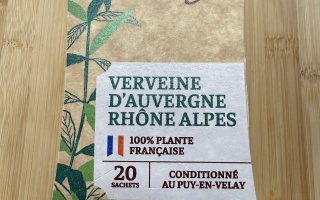 VERVEINE
D'AUVERGNE
RHÔNE ALPES
100% PLANTE
FRANÇAISE
20
SACHETS
CONDITIONNÉ
AU PUY-EN-VELAY